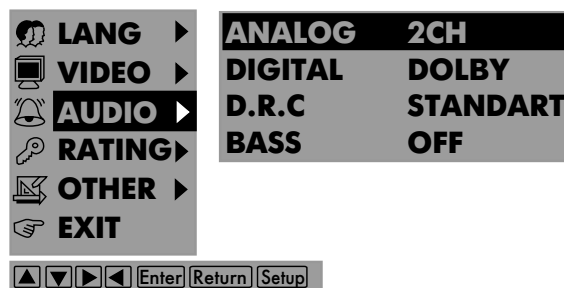 LANG
VIDEO
AUDIO
RATING
OTHER
EXIT
ANALOG 2CH
DIGITAL DOLBY
D.R.C STANDART
BASS OFF
Enter Return Setup